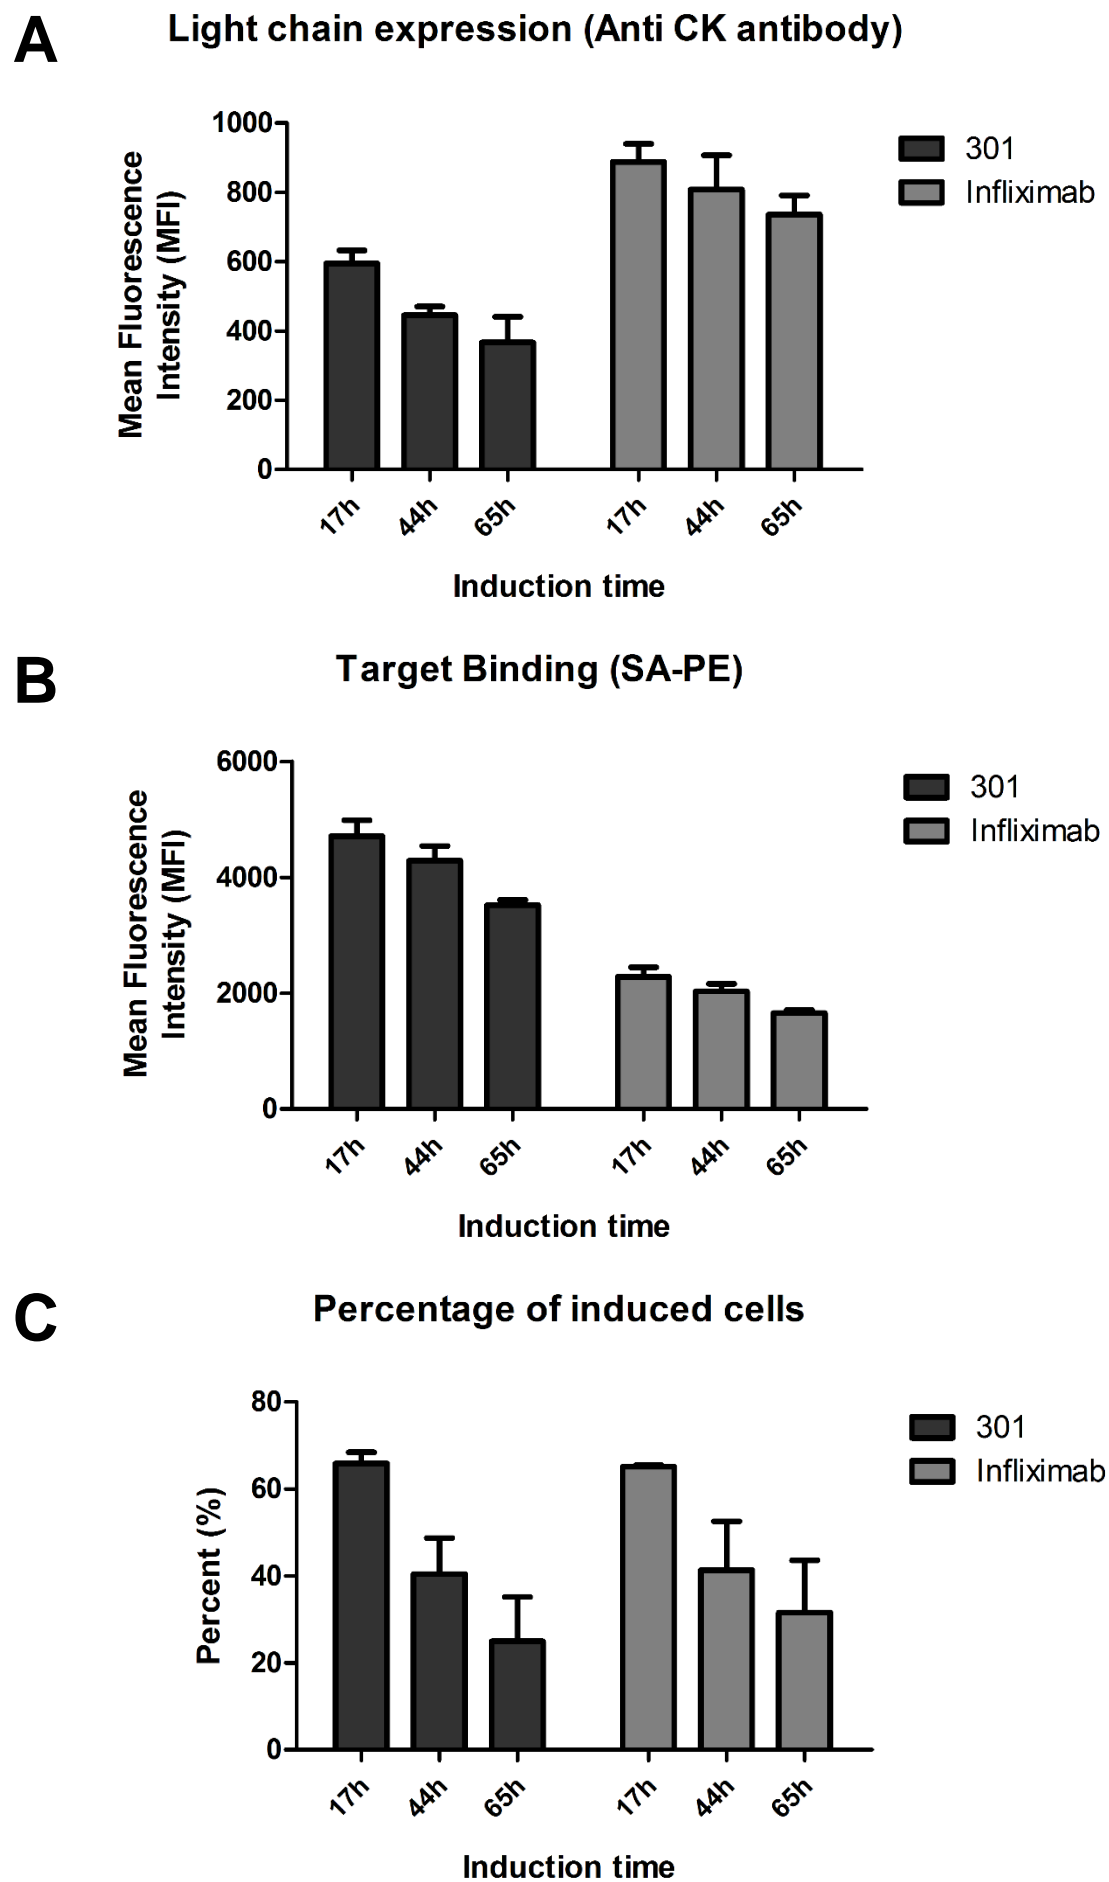 A
Light chain expression (Anti CK antibody)
Mean Fluorescence
Intensity (MFI)
1000
800
600
400
200
0
17h
44h
65h
17h
44h
65h
Induction time
301
Infliximab
B
Target Binding (SA-PE)
Mean Fluorescence
Intensity (MFI)
6000
4000
2000
0
17h
44h
65h
17h
44h
65h
Induction time
301
Infliximab
C
Percentage of induced cells
Percent (%)
80
60
40
20
0
17h
44h
65h
17h
44h
65h
Induction time
301
Infliximab